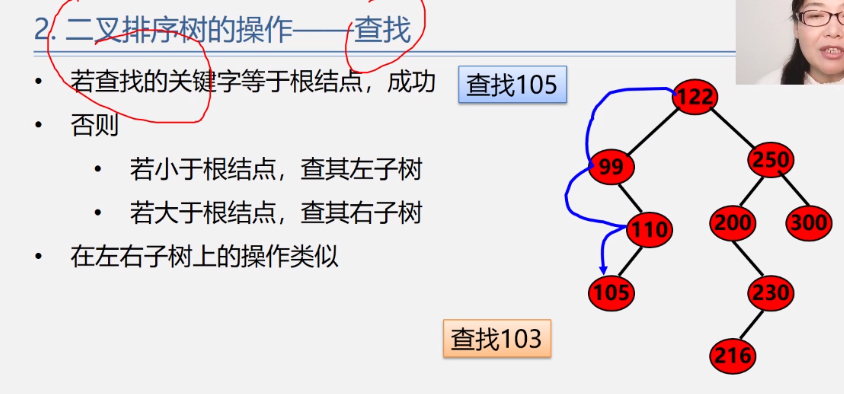 2. 二叉排序树的操作——查找
• 若查找的关键字等于根结点，成功
查找105
• 否则
• 若小于根结点，查其左子树
• 若大于根结点，查其右子树
• 在左右子树上的操作类似
查找103
122
99
250
110
200
300
105
230
216